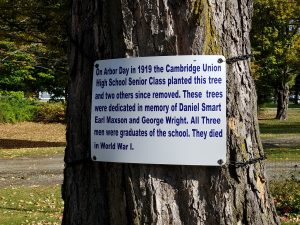 On Arbor Day in 1919 the Cambridge Union
High School Senior Class planted this tree
and two others since removed. These trees
were dedicated in memory of Daniel Smart
Earl Maxson and George Wright. All Three
men were graduates of the school. They died
in World War I.